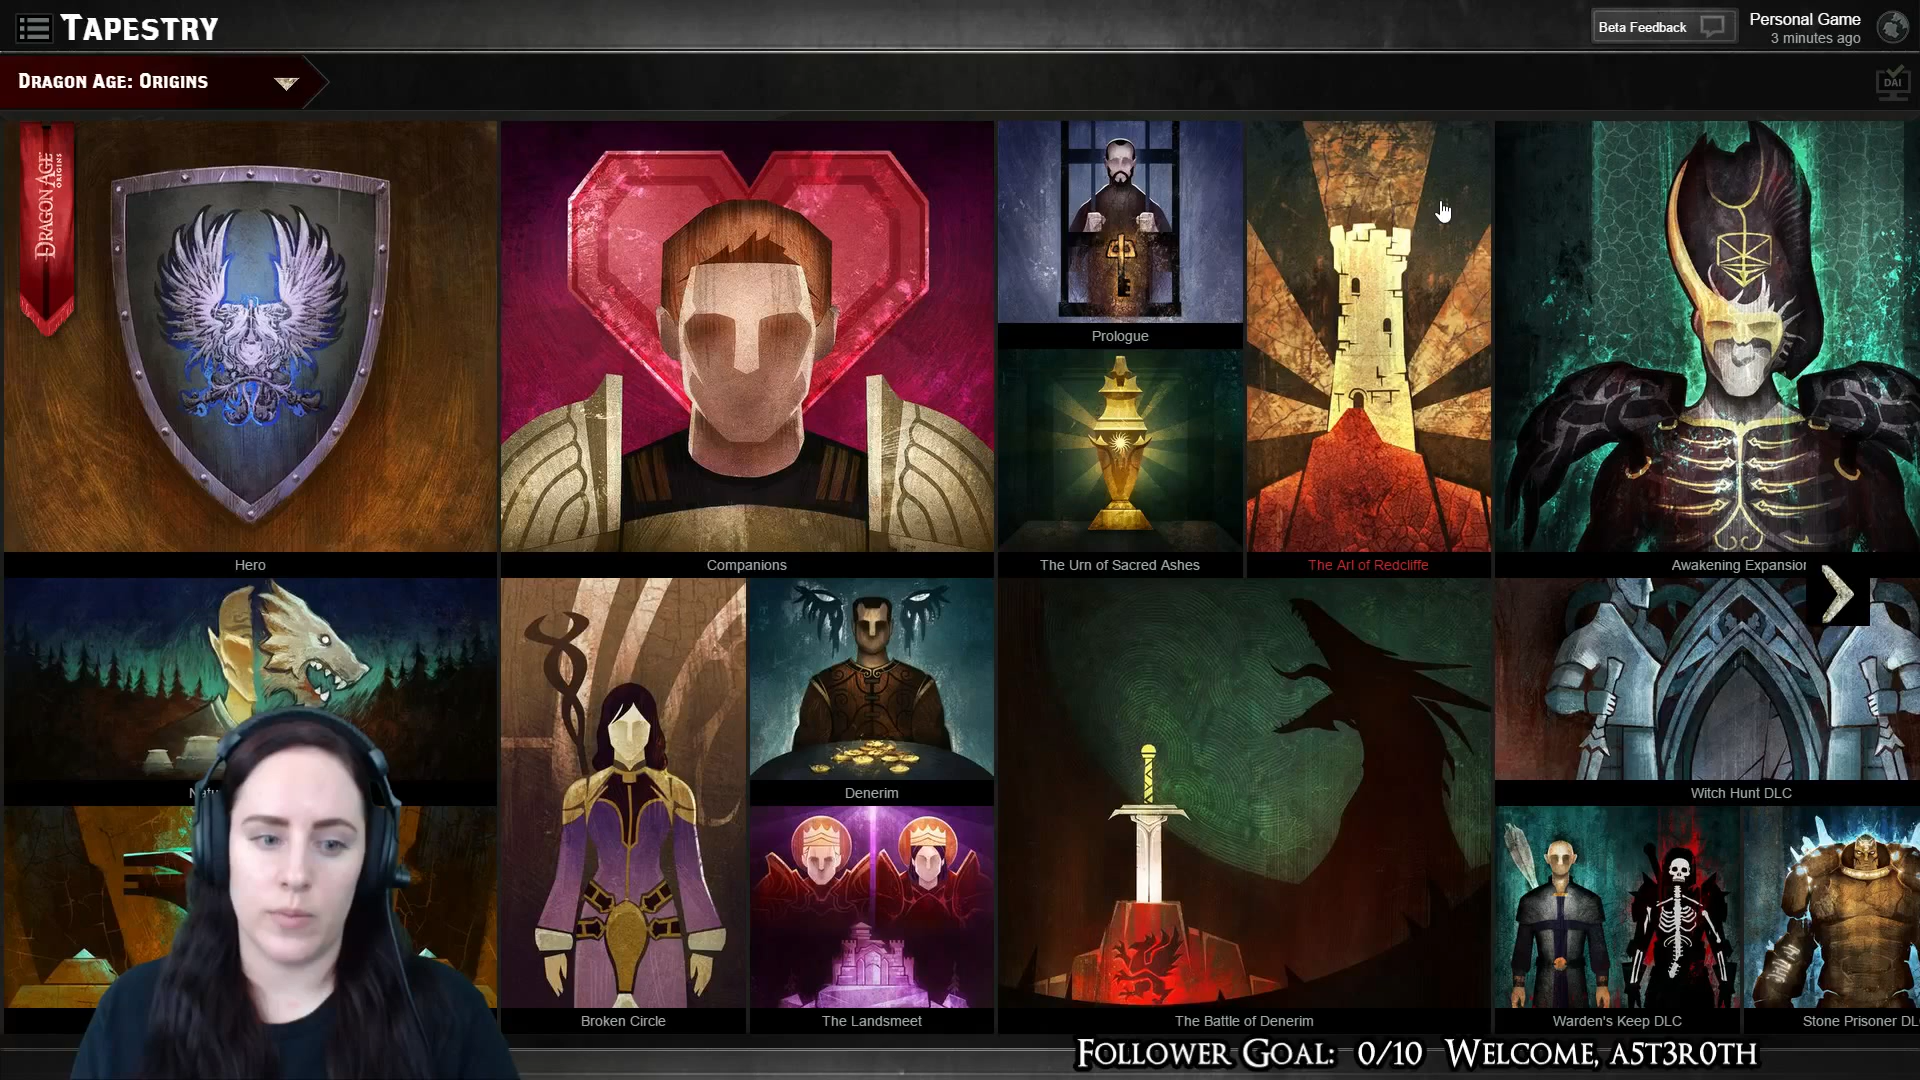 TAPESTRY
Beta Feedback
Personal Game
3 minutes ago
DRAGON AGE: ORIGINS
DAI
DRAGON AGE
ORIGINS
Prologue
Hero
Companions
The Urn of Sacred Ashes
The Arl of Redcliffe
Awakening Expansion
Denerim
Witch Hunt DLC
Broken Circle
The Landsmeet
The Battle of Denerim
Warden's Keep DLC
Stone Prisoner DL
FOLLOWER GOAL: 0/10 WELCOME, A5T3R0TH